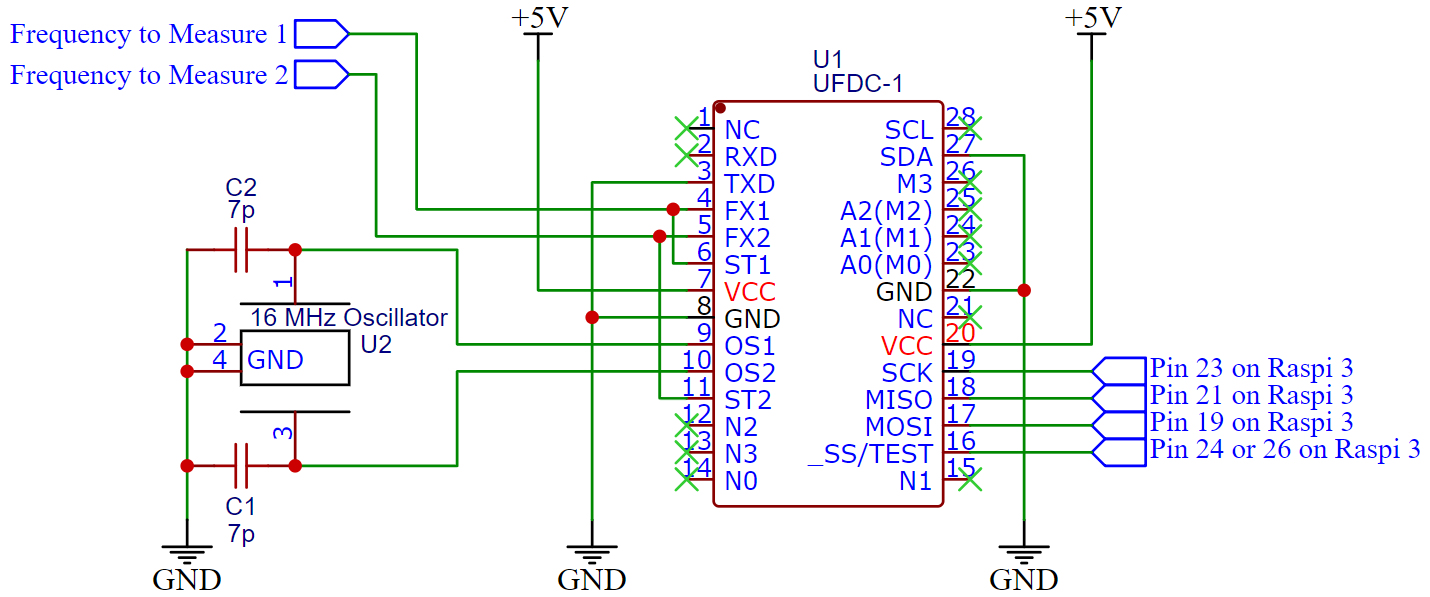 +5V
+5V
Frequency to Measure 1
Frequency to Measure 2
U1
UFDC-1
1 NC
2 RXD
3 TXD
4 FX1
5 FX2
6 ST1
7 VCC
8 GND
9 OS1
10 OS2
11 ST2
12 N2
13 N3
14 N0
SCL 28
SDA 27
M3 26
A2(M2) 25
A1(M1) 24
A0(M0) 23
GND 22
NC 21
VCC 20
SCK 19
MISO 18
MOSI 17
_SS/TEST 16
N1 15
Pin 23 on Raspi 3
Pin 21 on Raspi 3
Pin 19 on Raspi 3
Pin 24 or 26 on Raspi 3
C2
7p
1
16 MHz Oscillator
U2
2
4
GND
3
C1
7p
GND
GND
GND